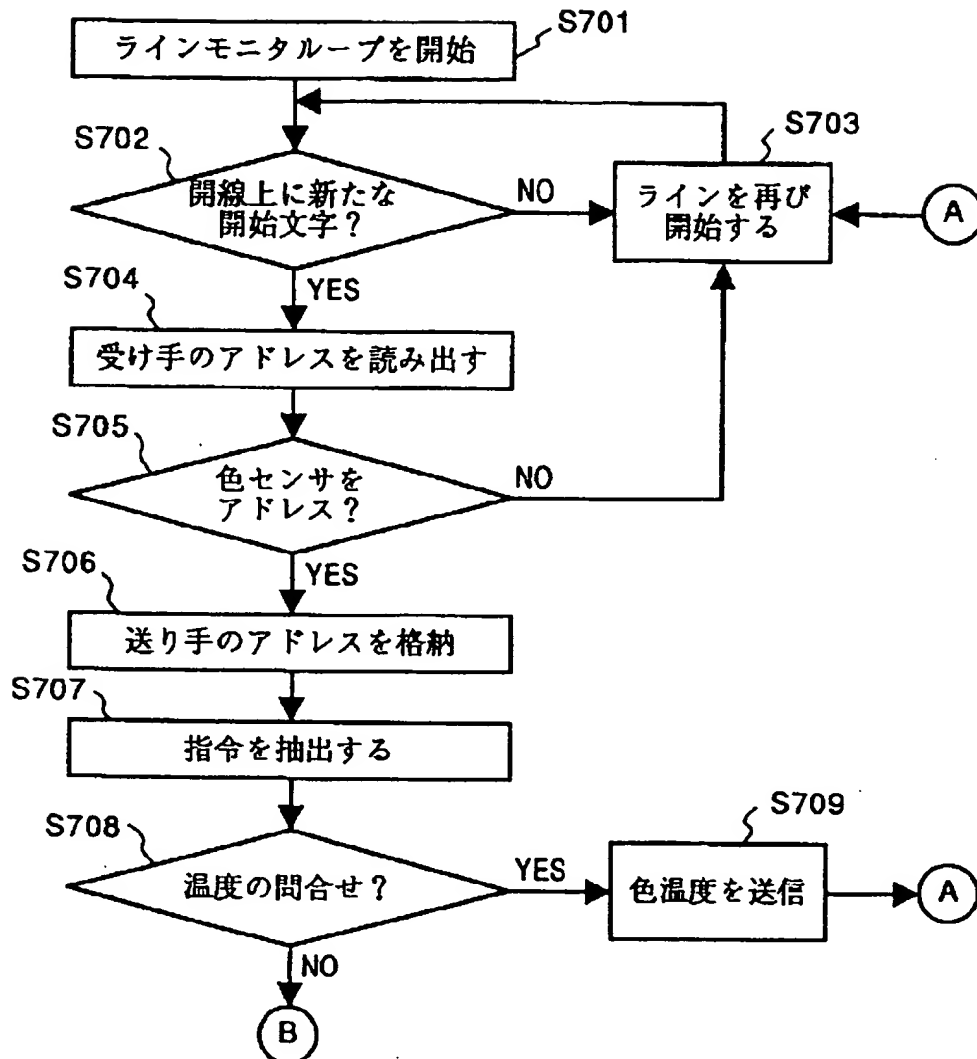 S701
ラインモニタループを開始
S702
開線上に新たな
開始文字?
NO
S703
ラインを再び
開始する
A
YES
S704
受け手のアドレスを読み出す
S705
色センサを
アドレス?
NO
YES
S706
送り手のアドレスを格納
S707
指令を抽出する
S708
温度の問合せ?
YES
S709
色温度を送信
A
NO
B